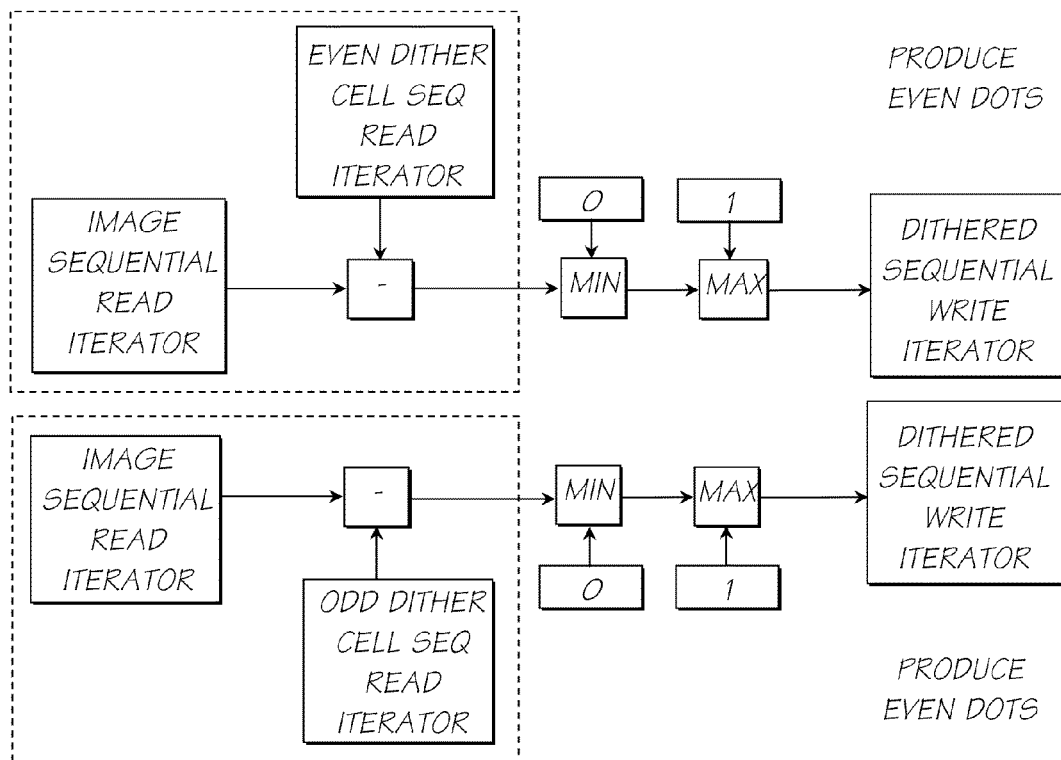 EVEN DITHER
CELL SEQ
READ
ITERATOR
PRODUCE
EVEN DOTS
IMAGE
SEQUENTIAL
READ
ITERATOR
-
0
MIN
1
MAX
DITHERED
SEQUENTIAL
WRITE
ITERATOR
IMAGE
SEQUENTIAL
READ
ITERATOR
-
MIN
0
MAX
1
DITHERED
SEQUENTIAL
WRITE
ITERATOR
ODD DITHER
CELL SEQ
READ
ITERATOR
PRODUCE
EVEN DOTS